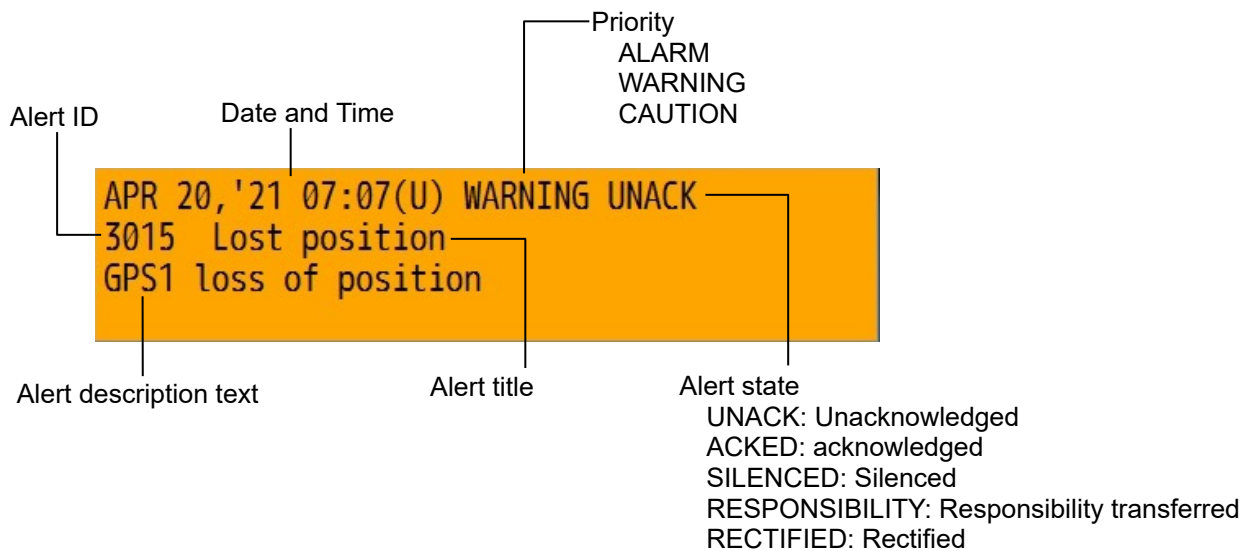 Priority
ALARM
WARNING
CAUTION
Alert ID
Date and Time
APR 20,'21 07:07(U) WARNING UNACK
3015 Lost position
GPS1 loss of position
Alert description text
Alert title
Alert state
UNACK: Unacknowledged
ACKED: acknowledged
SILENCED: Silenced
RESPONSIBILITY: Responsibility transferred
RECTIFIED: Rectified